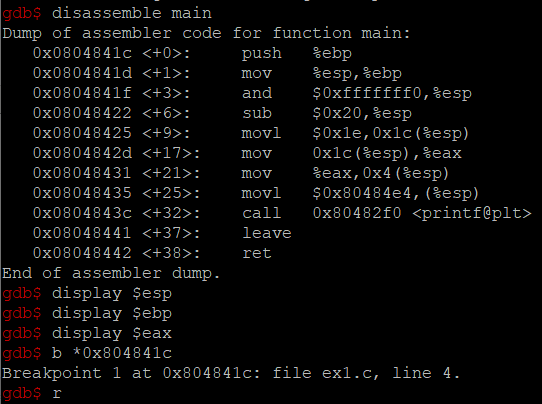 gdb$ disassemble main
Dump of assembler code for function main:
   0x0804841c <+0>:     push   %ebp
   0x0804841d <+1>:     mov    %esp,%ebp
   0x0804841f <+3>:     and    $0xfffffff0,%esp
   0x08048422 <+6>:     sub    $0x20,%esp
   0x08048425 <+9>:     movl   $0x1e,0x1c(%esp)
   0x0804842d <+17>:    mov    0x1c(%esp),%eax
   0x08048431 <+21>:    mov    %eax,0x4(%esp)
   0x08048435 <+25>:    movl   $0x80484e4,(%esp)
   0x0804843c <+32>:    call   0x80482f0 <printf@plt>
   0x08048441 <+37>:    leave
   0x08048442 <+38>:    ret
End of assembler dump.
gdb$ display $esp
gdb$ display $ebp
gdb$ display $eax
gdb$ b *0x804841c
Breakpoint 1 at 0x804841c: file ex1.c, line 4.
gdb$ r